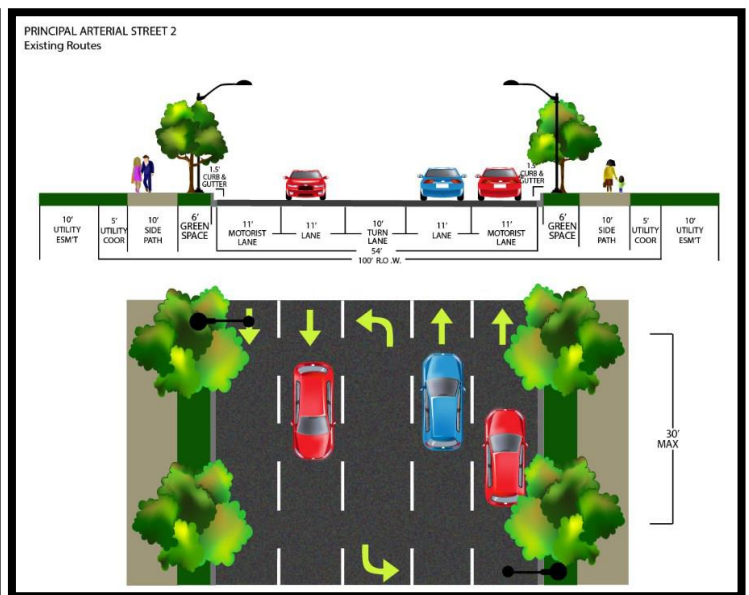 PRINCIPAL ARTERIAL STREET 2
Existing Routes
1.5'
CURB &
GUTTER
1.5'
CURB &
GUTTER
10'
UTILITY
ESM'T
5'
UTILITY
COOR
10'
SIDE
PATH
6'
GREEN
SPACE
11'
MOTORIST
LANE
11'
LANE
10'
TURN
LANE
11'
LANE
11'
MOTORIST
LANE
6'
GREEN
SPACE
10'
SIDE
PATH
5'
UTILITY
COOR
10'
UTILITY
ESM'T
54'
100' R.O .W.
30'
MAX